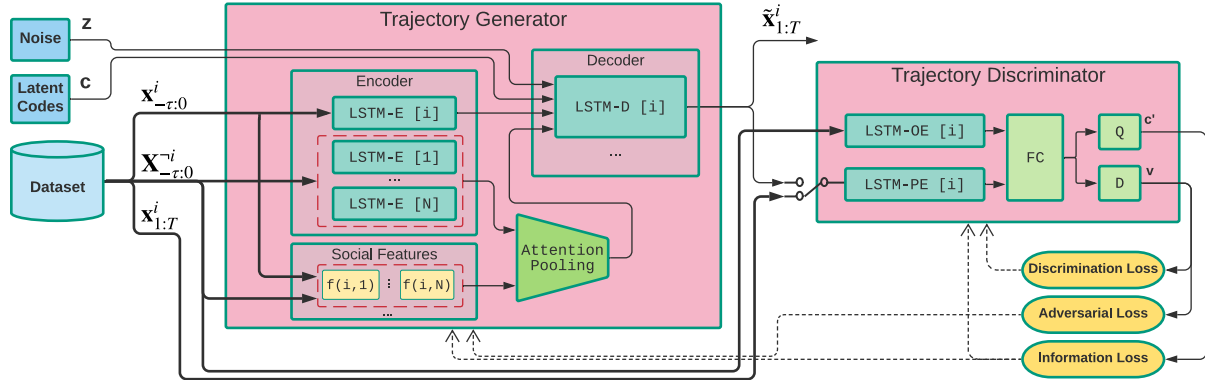 Noise
z
Latent
Codes
c
Dataset
x^i_{-τ:0}
X^{¬i}_{-τ:0}
x^i_{1:T}
Trajectory Generator
Encoder
LSTM-E [i]
LSTM-E [1]
...
LSTM-E [N]
Social Features
f(i,1)
⋮
f(i,N)
...
Attention
Pooling
Decoder
LSTM-D [i]
...
x̃^i_{1:T}
Trajectory Discriminator
LSTM-OE [i]
LSTM-PE [i]
FC
Q
c'
D
v
Discrimination Loss
Adversarial Loss
Information Loss